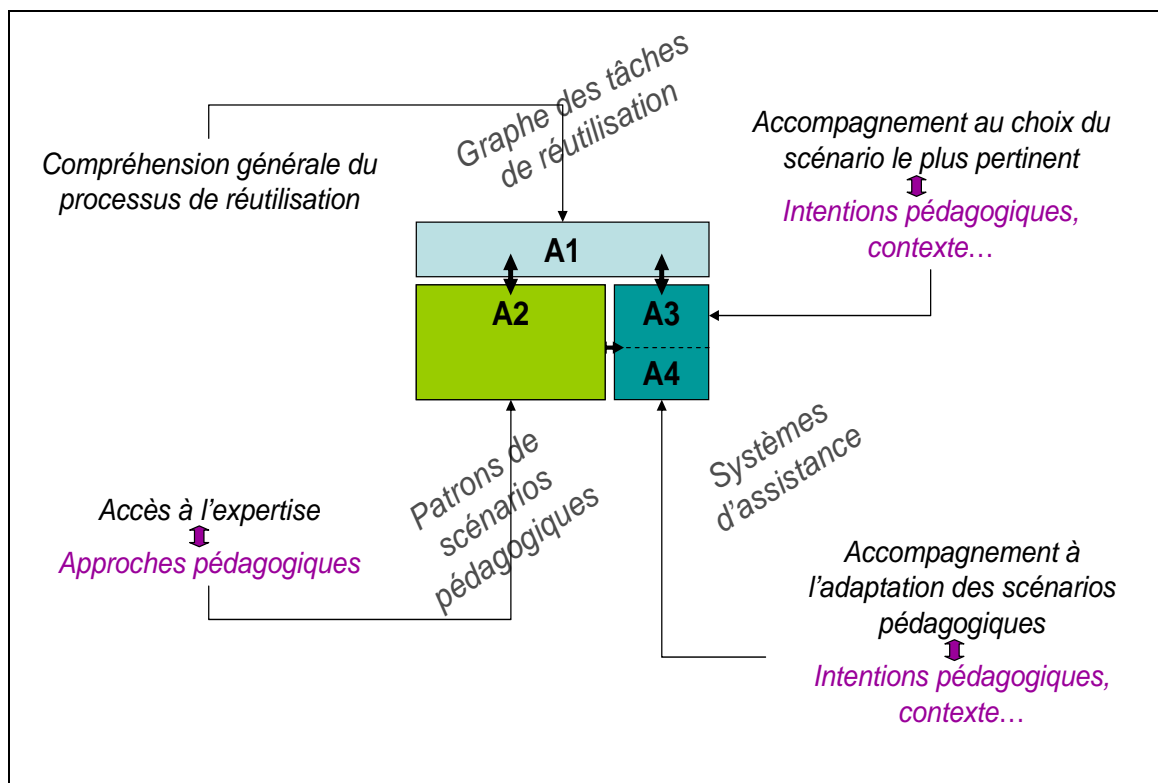 Graphe des tâches
de réutilisation
Compréhension générale du
processus de réutilisation
Accompagnement au choix du
scénario le plus pertinent
Intentions pédagogiques,
contexte…
A1
A2
A3
A4
Patrons de
scénarios
pédagogiques
Systèmes
d’assistance
Accès à l’expertise
Approches pédagogiques
Accompagnement à
l’adaptation des scénarios
pédagogiques
Intentions pédagogiques,
contexte…